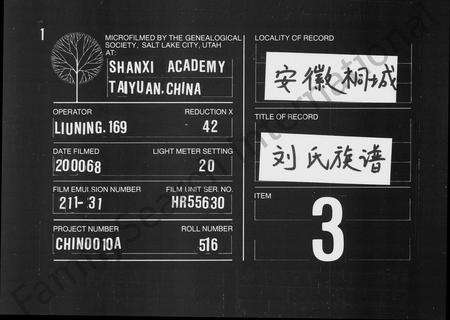 1
MICROFILMED BY THE GENEALOGICAL
SOCIETY, SALT LAKE CITY, UTAH
AT:
SHANXI ACADEMY
TAIYUAN. CHINA
OPERATOR REDUCTION X
LIUNING. 169 42
DATE FILMED LIGHT METER SETTING
200068 20
FILM EMULSION NUMBER FILM UNIT SER. NO.
211-31 HR55630
PROJECT NUMBER ROLL NUMBER
CHIN0010A 516
LOCALITY OF RECORD
安徽桐城
TITLE OF RECORD
刘氏族谱
ITEM
3
FamilySearch International